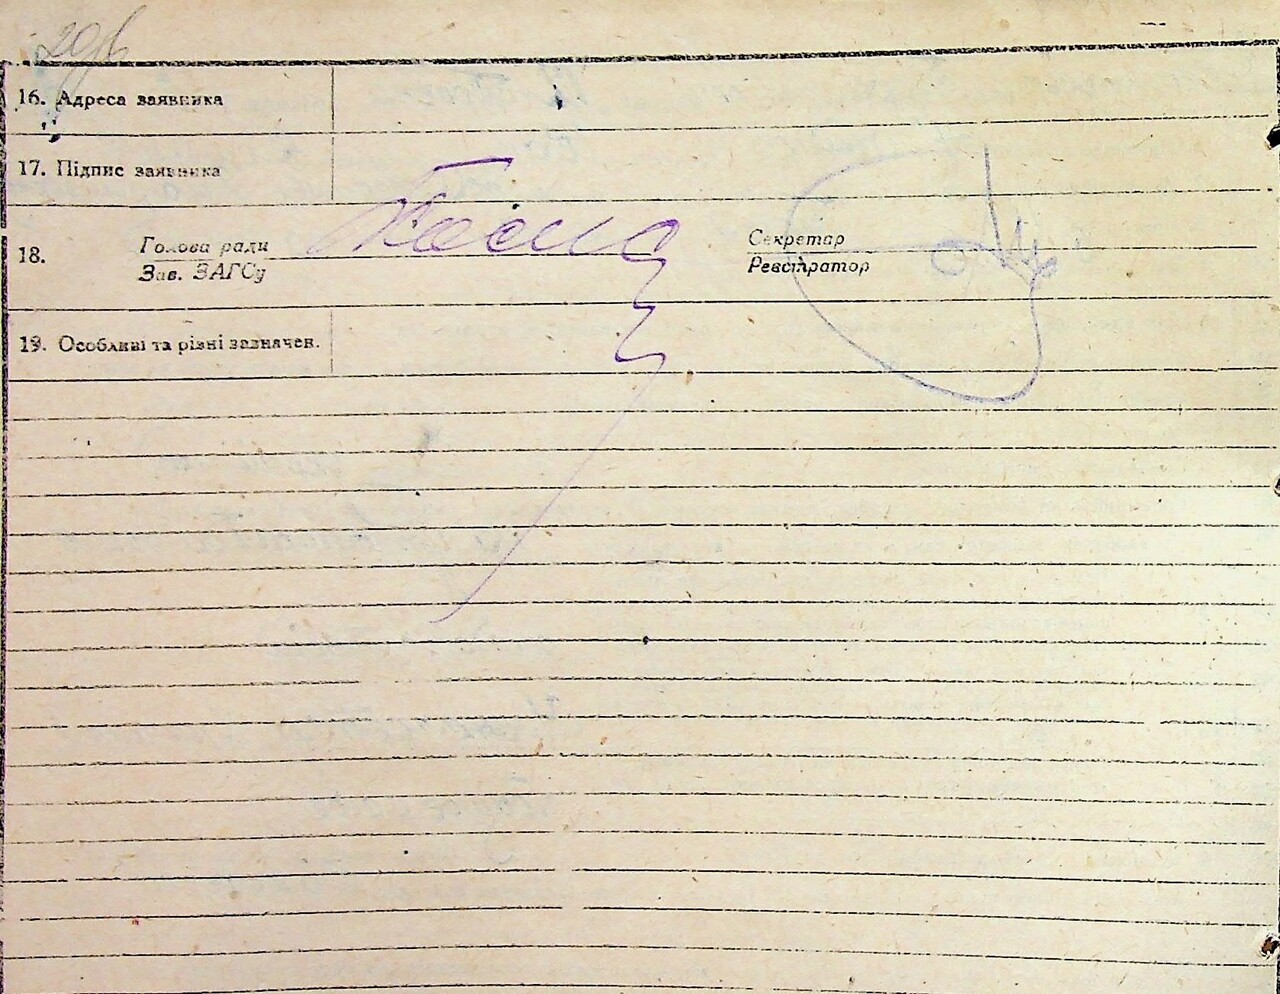 16. Адреса заявника
17. Підпис заявника
18. Голова ради Секретар
Зав. ЗАГСу Реєстратор
19. Особливі та різні зазначен.